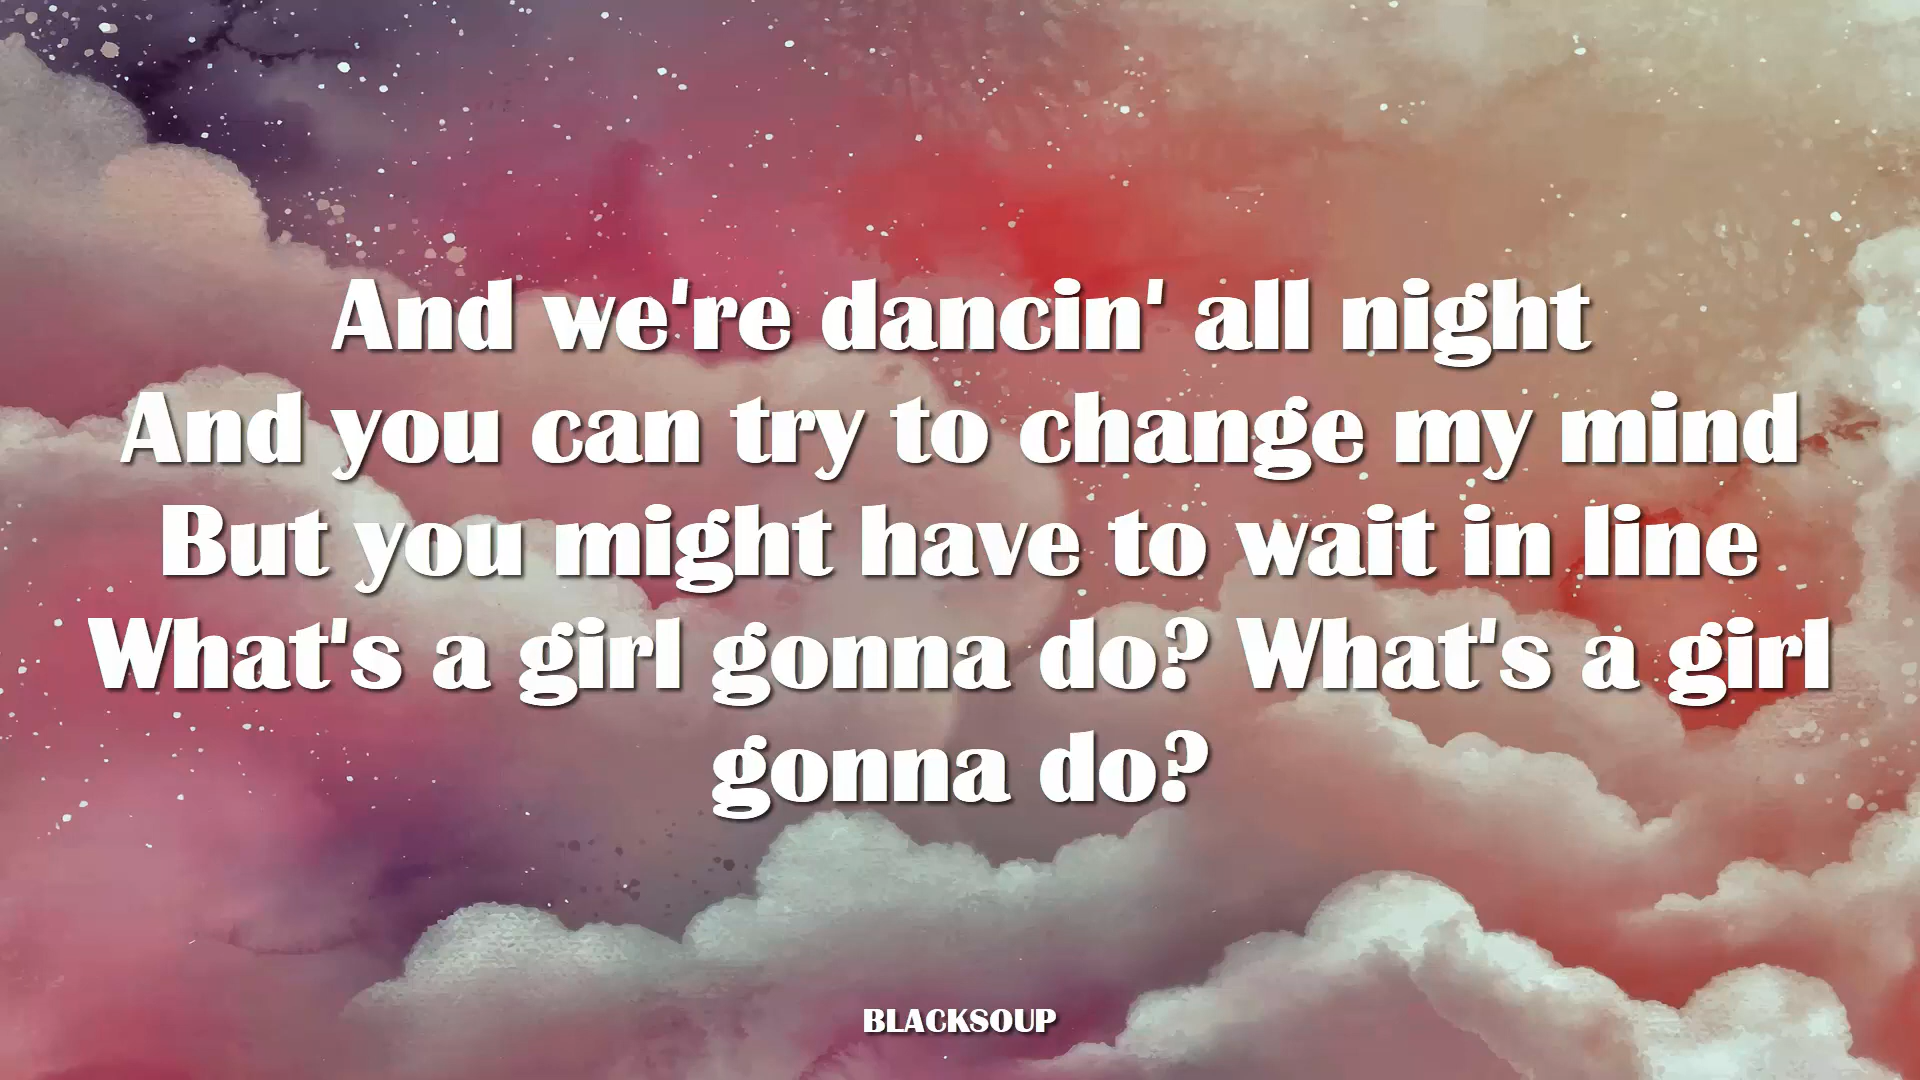 And we're dancin' all night
And you can try to change my mind
But you might have to wait in line
What's a girl gonna do? What's a girl
gonna do?
BLACKSOUP